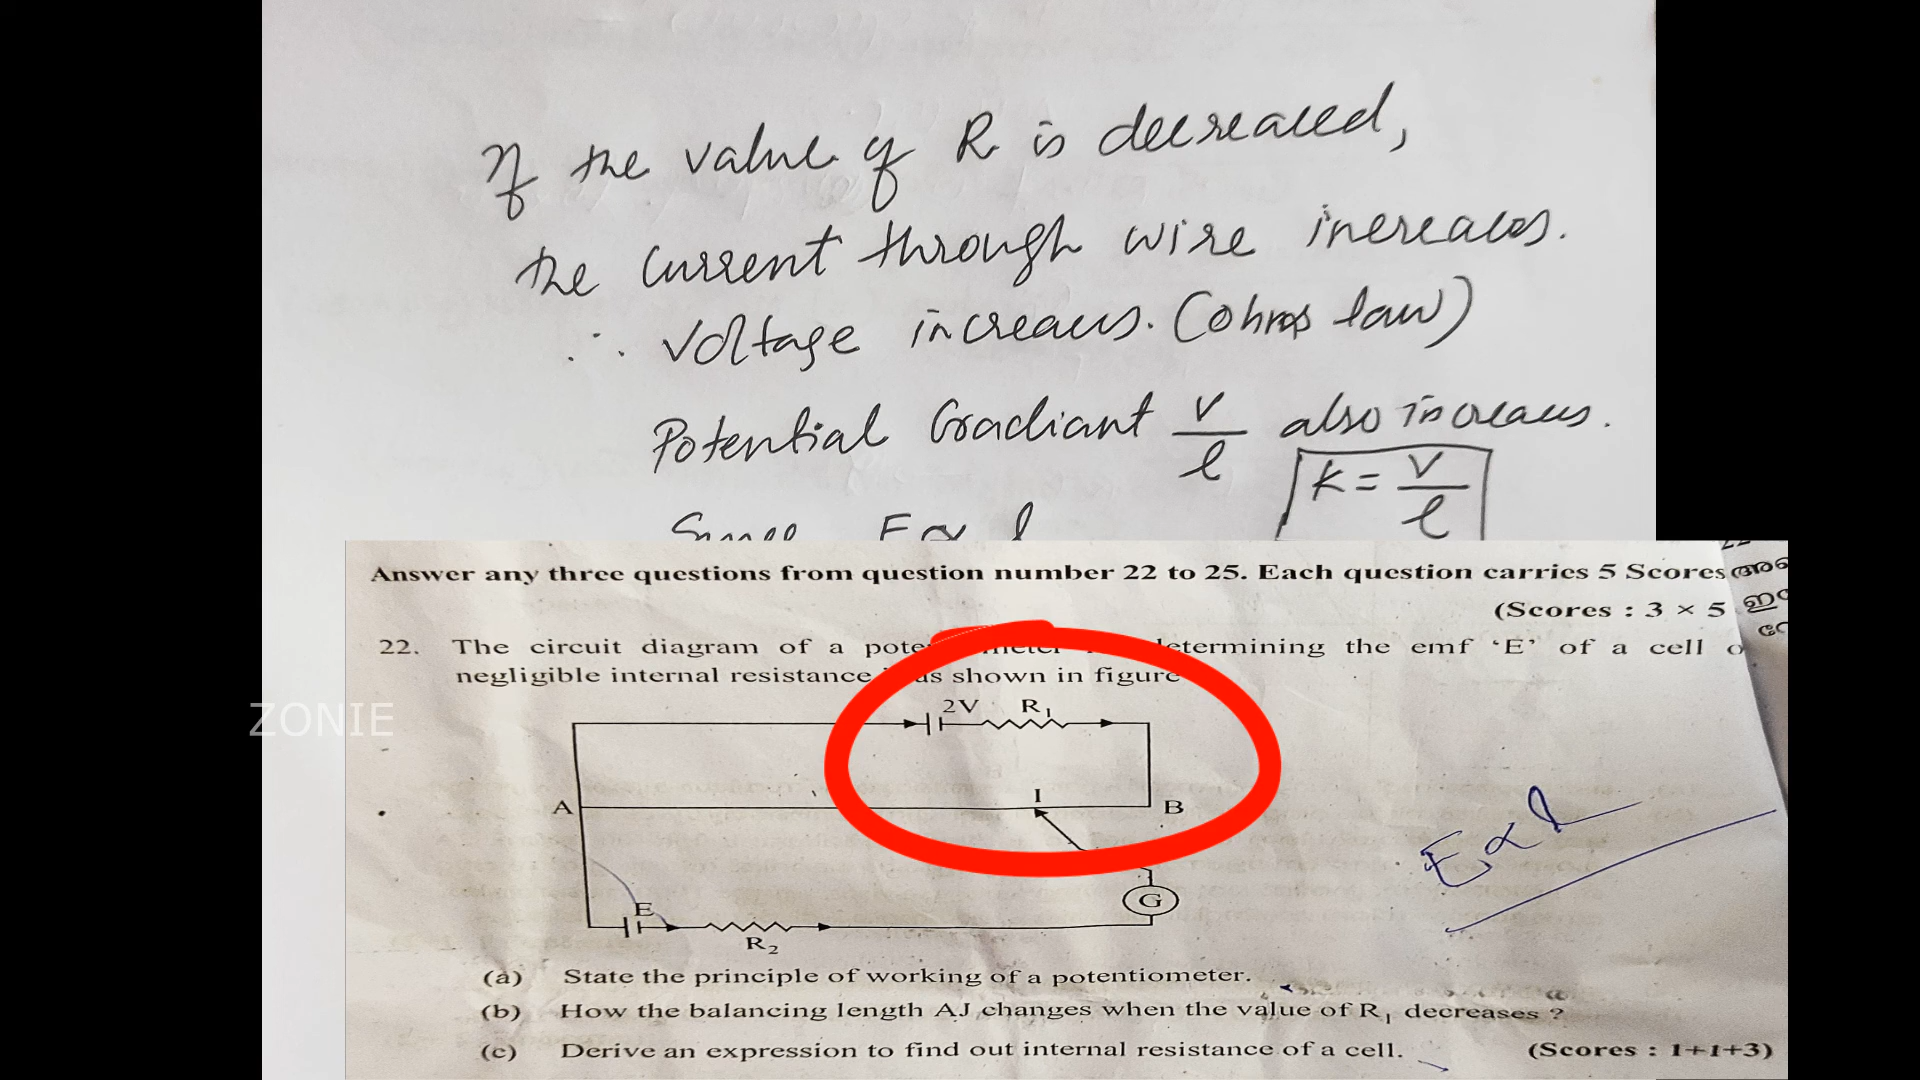 If the value of R is decreased,
the current through wire increases.
∴ voltage increases. (ohms law)
Potential Gradiant v/l also increases.
K = v/l
Since E ∝ l
Answer any three questions from question number 22 to 25. Each question carries 5 Scores
(Scores : 3 × 5
22. The circuit diagram of a determining the emf ‘E’ of a cell
negligible internal resistance as shown in figure
ZONIE
2V R₁
A I B
E ∝ l
E G
R₂
(a) State the principle of working of a potentiometer.
(b) How the balancing length AJ changes when the value of R₁ decreases ?
(c) Derive an expression to find out internal resistance of a cell. (Scores : 1+1+3)